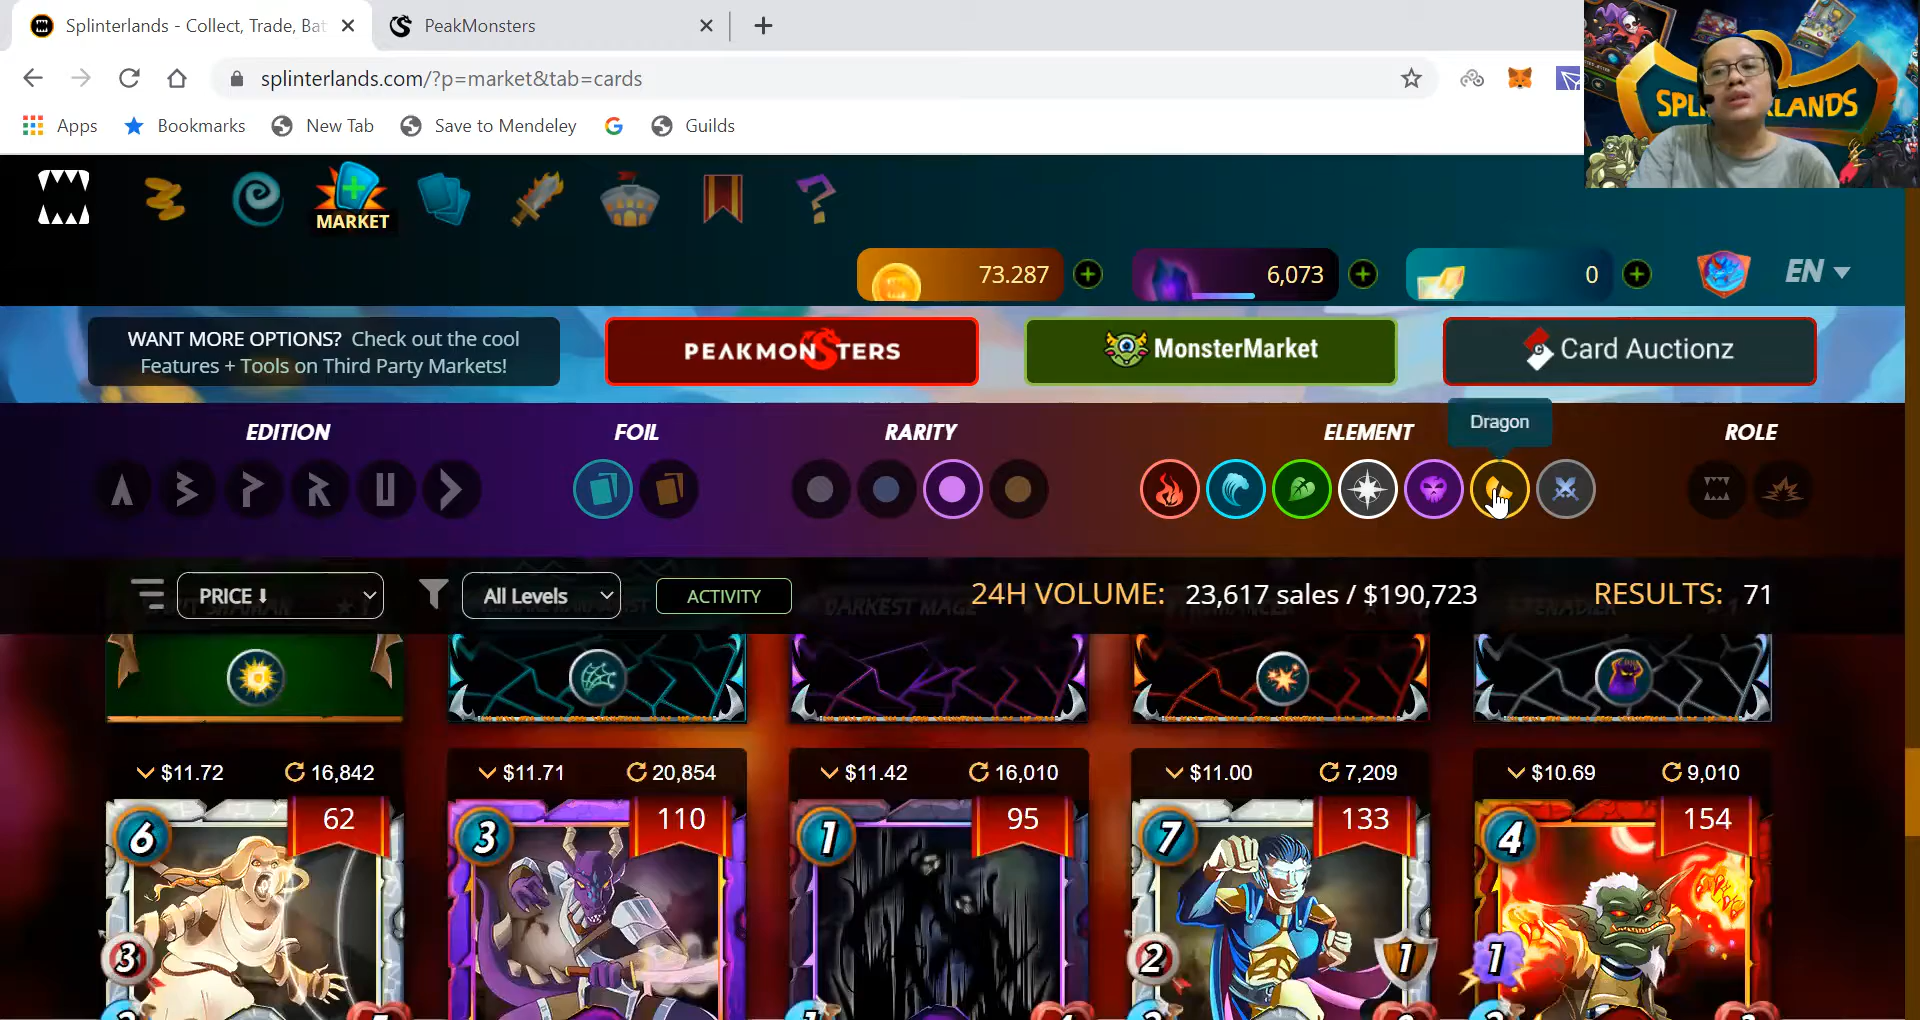 Splinterlands - Collect, Trade, Bat
PeakMonsters
splinterlands.com/?p=market&tab=cards
Apps
Bookmarks
New Tab
Save to Mendeley
Guilds
MARKET
73.287
6,073
0
EN
WANT MORE OPTIONS? Check out the cool
Features + Tools on Third Party Markets!
PEAKMONSTERS
MonsterMarket
Card Auctionz
EDITION
FOIL
RARITY
ELEMENT
Dragon
ROLE
PRICE
All Levels
ACTIVITY
24H VOLUME: 23,617 sales / $190,723
RESULTS: 71
DARKEST MAGE
$11.72
16,842
$11.71
20,854
$11.42
16,010
$11.00
7,209
$10.69
9,010
6
62
3
110
1
95
7
133
4
154
3
2
1
1